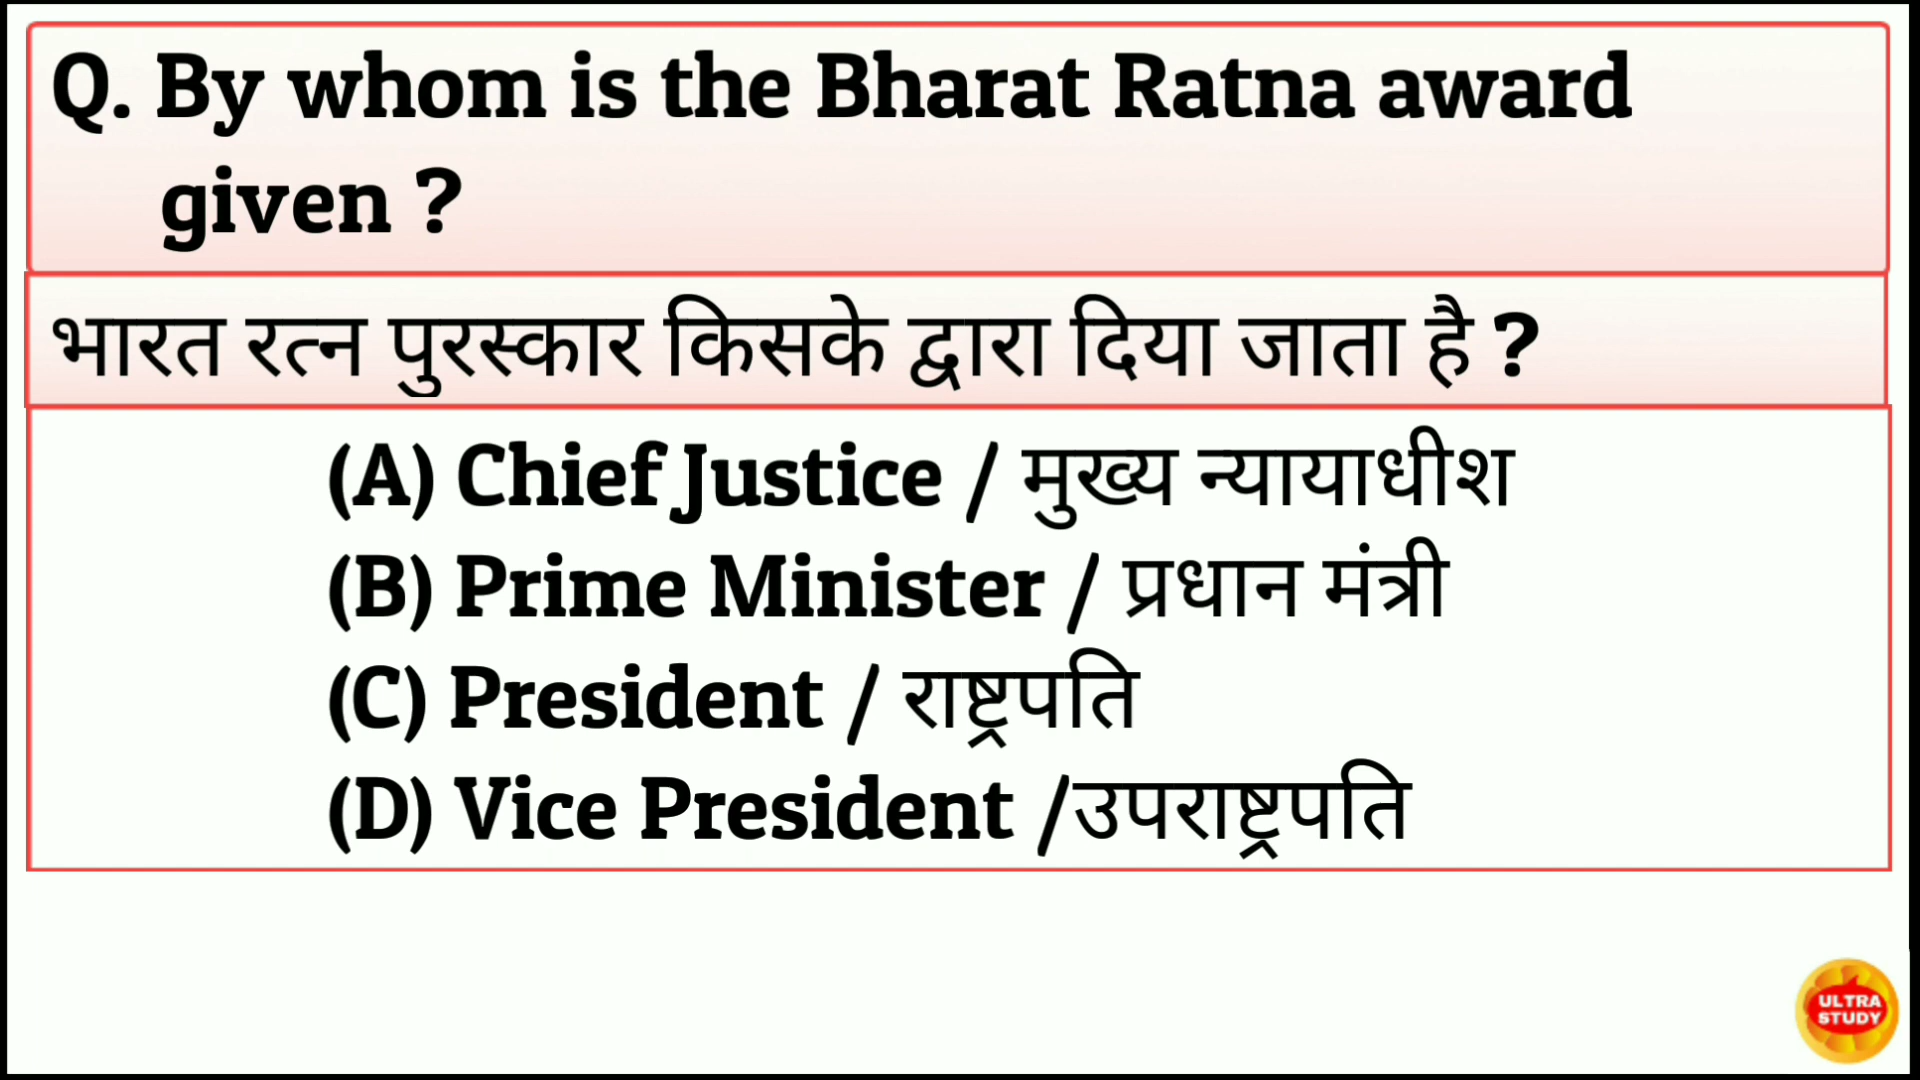 Q. By whom is the Bharat Ratna award
given ?
भारत रत्न पुरस्कार किसके द्वारा दिया जाता है ?
(A) Chief Justice / मुख्य न्यायाधीश
(B) Prime Minister / प्रधान मंत्री
(C) President / राष्ट्रपति
(D) Vice President /उपराष्ट्रपति
ULTRA
STUDY